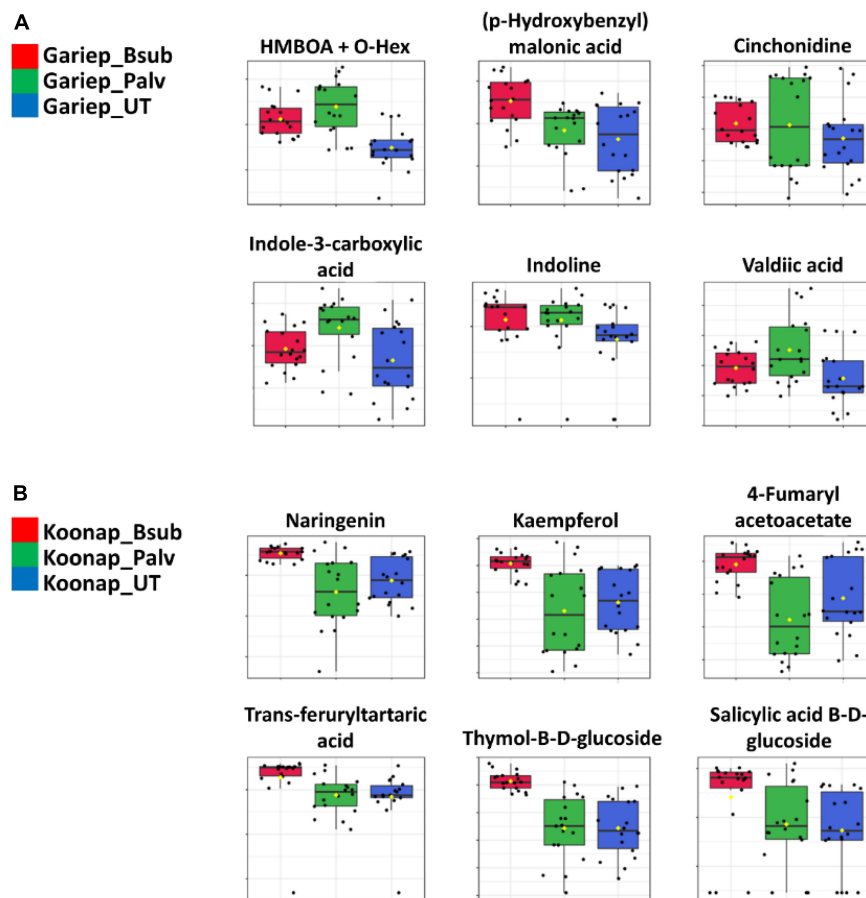 A
Gariep_Bsub
Gariep_Palv
Gariep_UT
HMBOA + O-Hex
(p-Hydroxybenzyl)
malonic acid
Cinchonidine
Indole-3-carboxylic
acid
Indoline
Valdiic acid
B
Koonap_Bsub
Koonap_Palv
Koonap_UT
Naringenin
Kaempferol
4-Fumaryl
acetoacetate
Trans-feruryltartaric
acid
Thymol-B-D-glucoside
Salicylic acid B-D-
glucoside